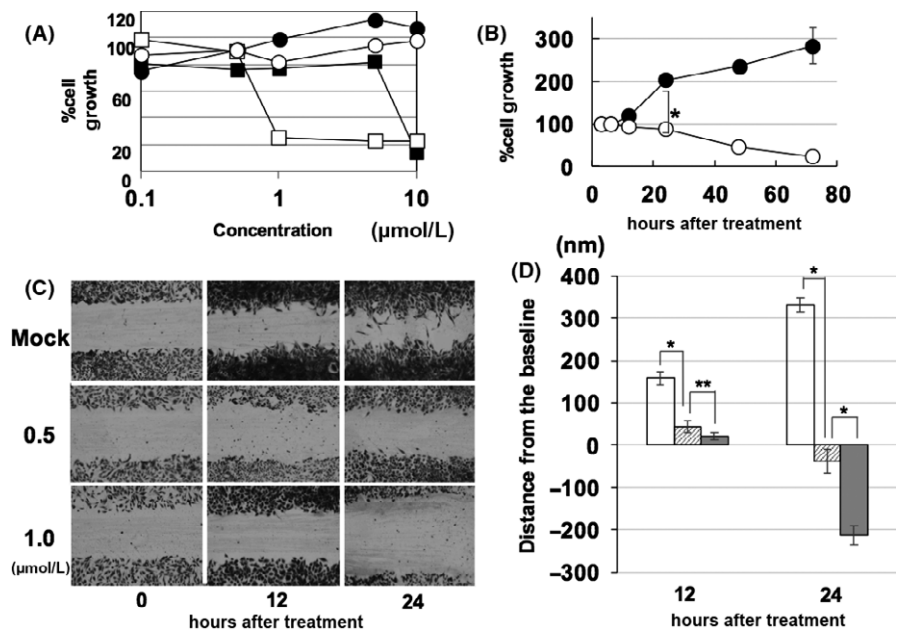 (A)
120
100
60
20
0
%cell
growth
0.1
1
10
Concentration
(µmol/L)
(B)
300
200
100
0
%cell growth
0
20
40
60
80
*
hours after treatment
(C)
Mock
0.5
1.0
(µmol/L)
0
12
24
hours after treatment
(nm)
(D)
400
300
200
100
0
−100
−200
−300
Distance from the baseline
*
**
*
*
12
24
hours after treatment